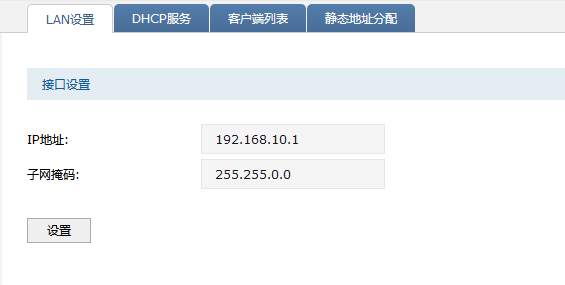 LAN设置 DHCP服务 客户端列表 静态地址分配
接口设置
IP地址: 192.168.10.1
子网掩码: 255.255.0.0
设置